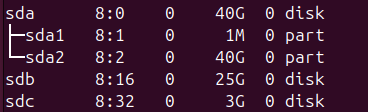 sda      8:0    0   40G  0 disk
├─sda1   8:1    0    1M  0 part
└─sda2   8:2    0   40G  0 part
sdb      8:16   0   25G  0 disk
sdc      8:32   0    3G  0 disk